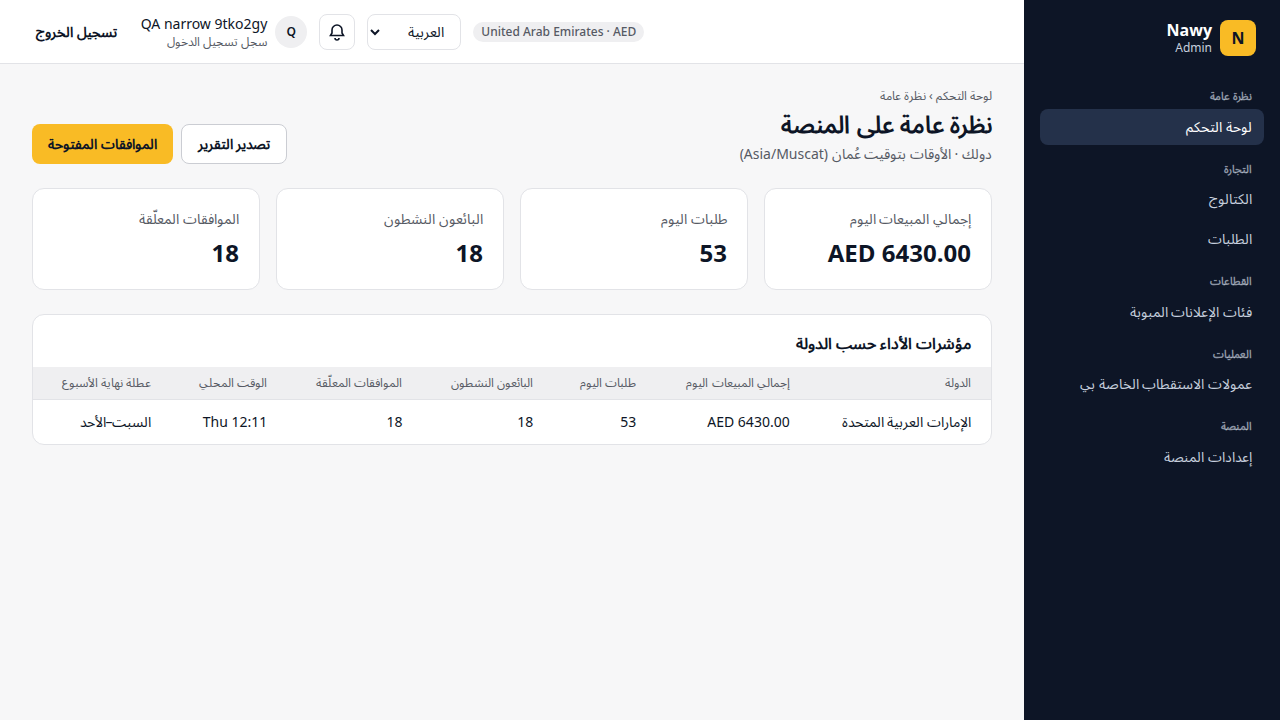 N
Nawy
Admin
نظرة عامة
لوحة التحكم
التجارة
الكتالوج
الطلبات
القطاعات
فئات الإعلانات المبوبة
العمليات
عمولات الاستقطاب الخاصة بي
المنصة
إعدادات المنصة
United Arab Emirates · AED
العربية
Q
QA narrow 9tko2gy
سجل تسجيل الدخول
تسجيل الخروج
لوحة التحكم › نظرة عامة
نظرة عامة على المنصة
دولك · الأوقات بتوقيت عُمان (Asia/Muscat)
تصدير التقرير
الموافقات المفتوحة
إجمالي المبيعات اليوم
AED 6430.00
طلبات اليوم
53
البائعون النشطون
18
الموافقات المعلّقة
18
مؤشرات الأداء حسب الدولة
الدولة إجمالي المبيعات اليوم طلبات اليوم البائعون النشطون الموافقات المعلّقة الوقت المحلي عطلة نهاية الأسبوع
الإمارات العربية المتحدة AED 6430.00 53 18 18 Thu 12:11 السبت–الأحد